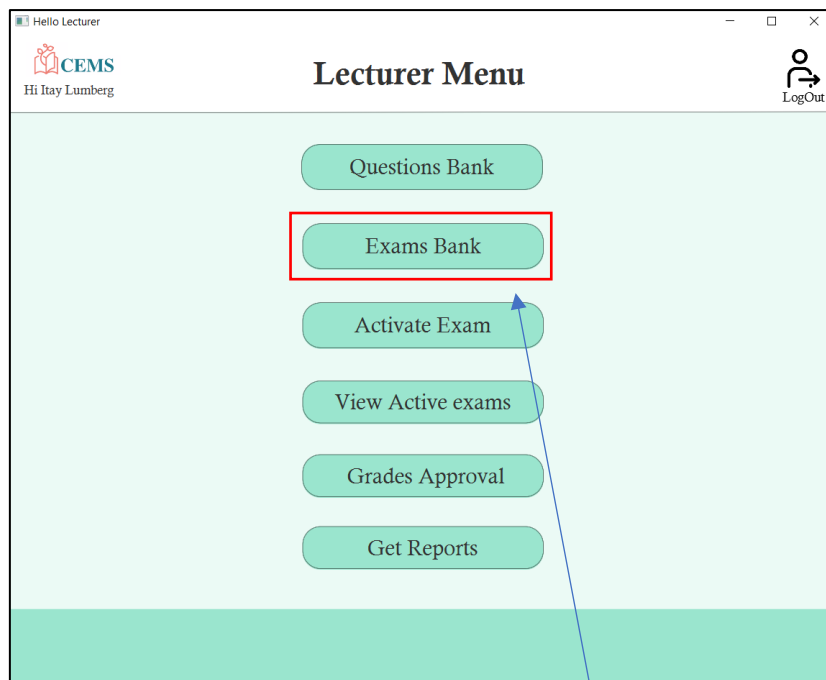 Hello Lecturer
CEMS
Hi Itay Lumberg
Lecturer Menu
LogOut
Questions Bank
Exams Bank
Activate Exam
View Active exams
Grades Approval
Get Reports